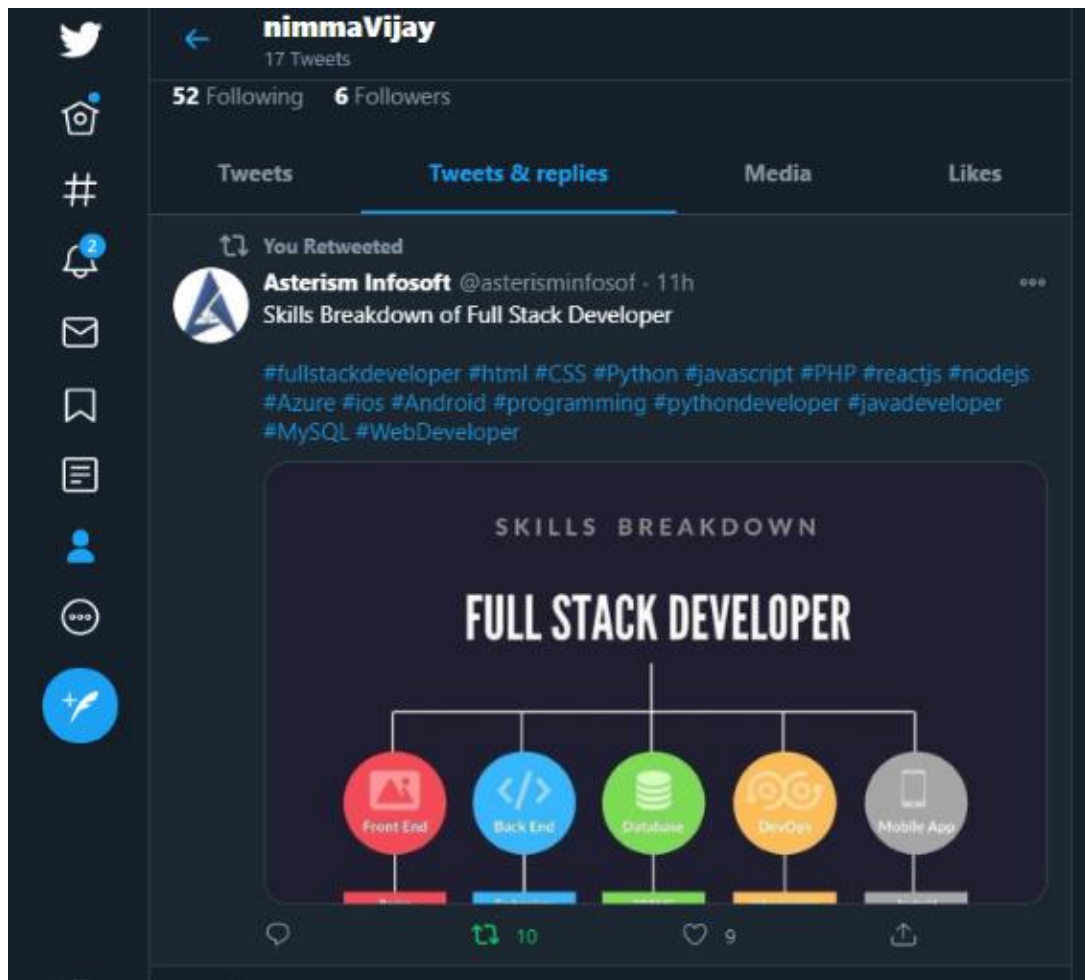 nimmaVijay
17 Tweets
52 Following 6 Followers
Tweets Tweets & replies Media Likes
2
You Retweeted
Asterism Infosoft @asterisminfosof · 11h
Skills Breakdown of Full Stack Developer
#fullstackdeveloper #html #CSS #Python #javascript #PHP #reactjs #nodejs
#Azure #ios #Android #programming #pythondeveloper #javadeveloper
#MySQL #WebDeveloper
SKILLS BREAKDOWN
FULL STACK DEVELOPER
Front End Back End Database DevOps Mobile App
10 9